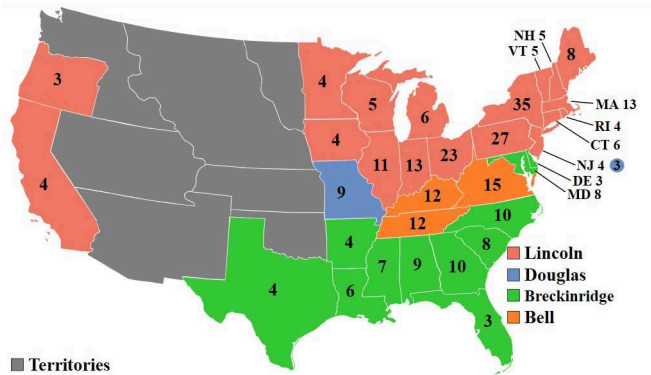 NH 5
VT 5
8
3
4
5
6
35
MA 13
RI 4
CT 6
4
27
NJ 4 3
DE 3
MD 8
11
13
23
4
9
12
15
12
10
4
8
7
9
10
4
6
3
Lincoln
Douglas
Breckinridge
Bell
Territories